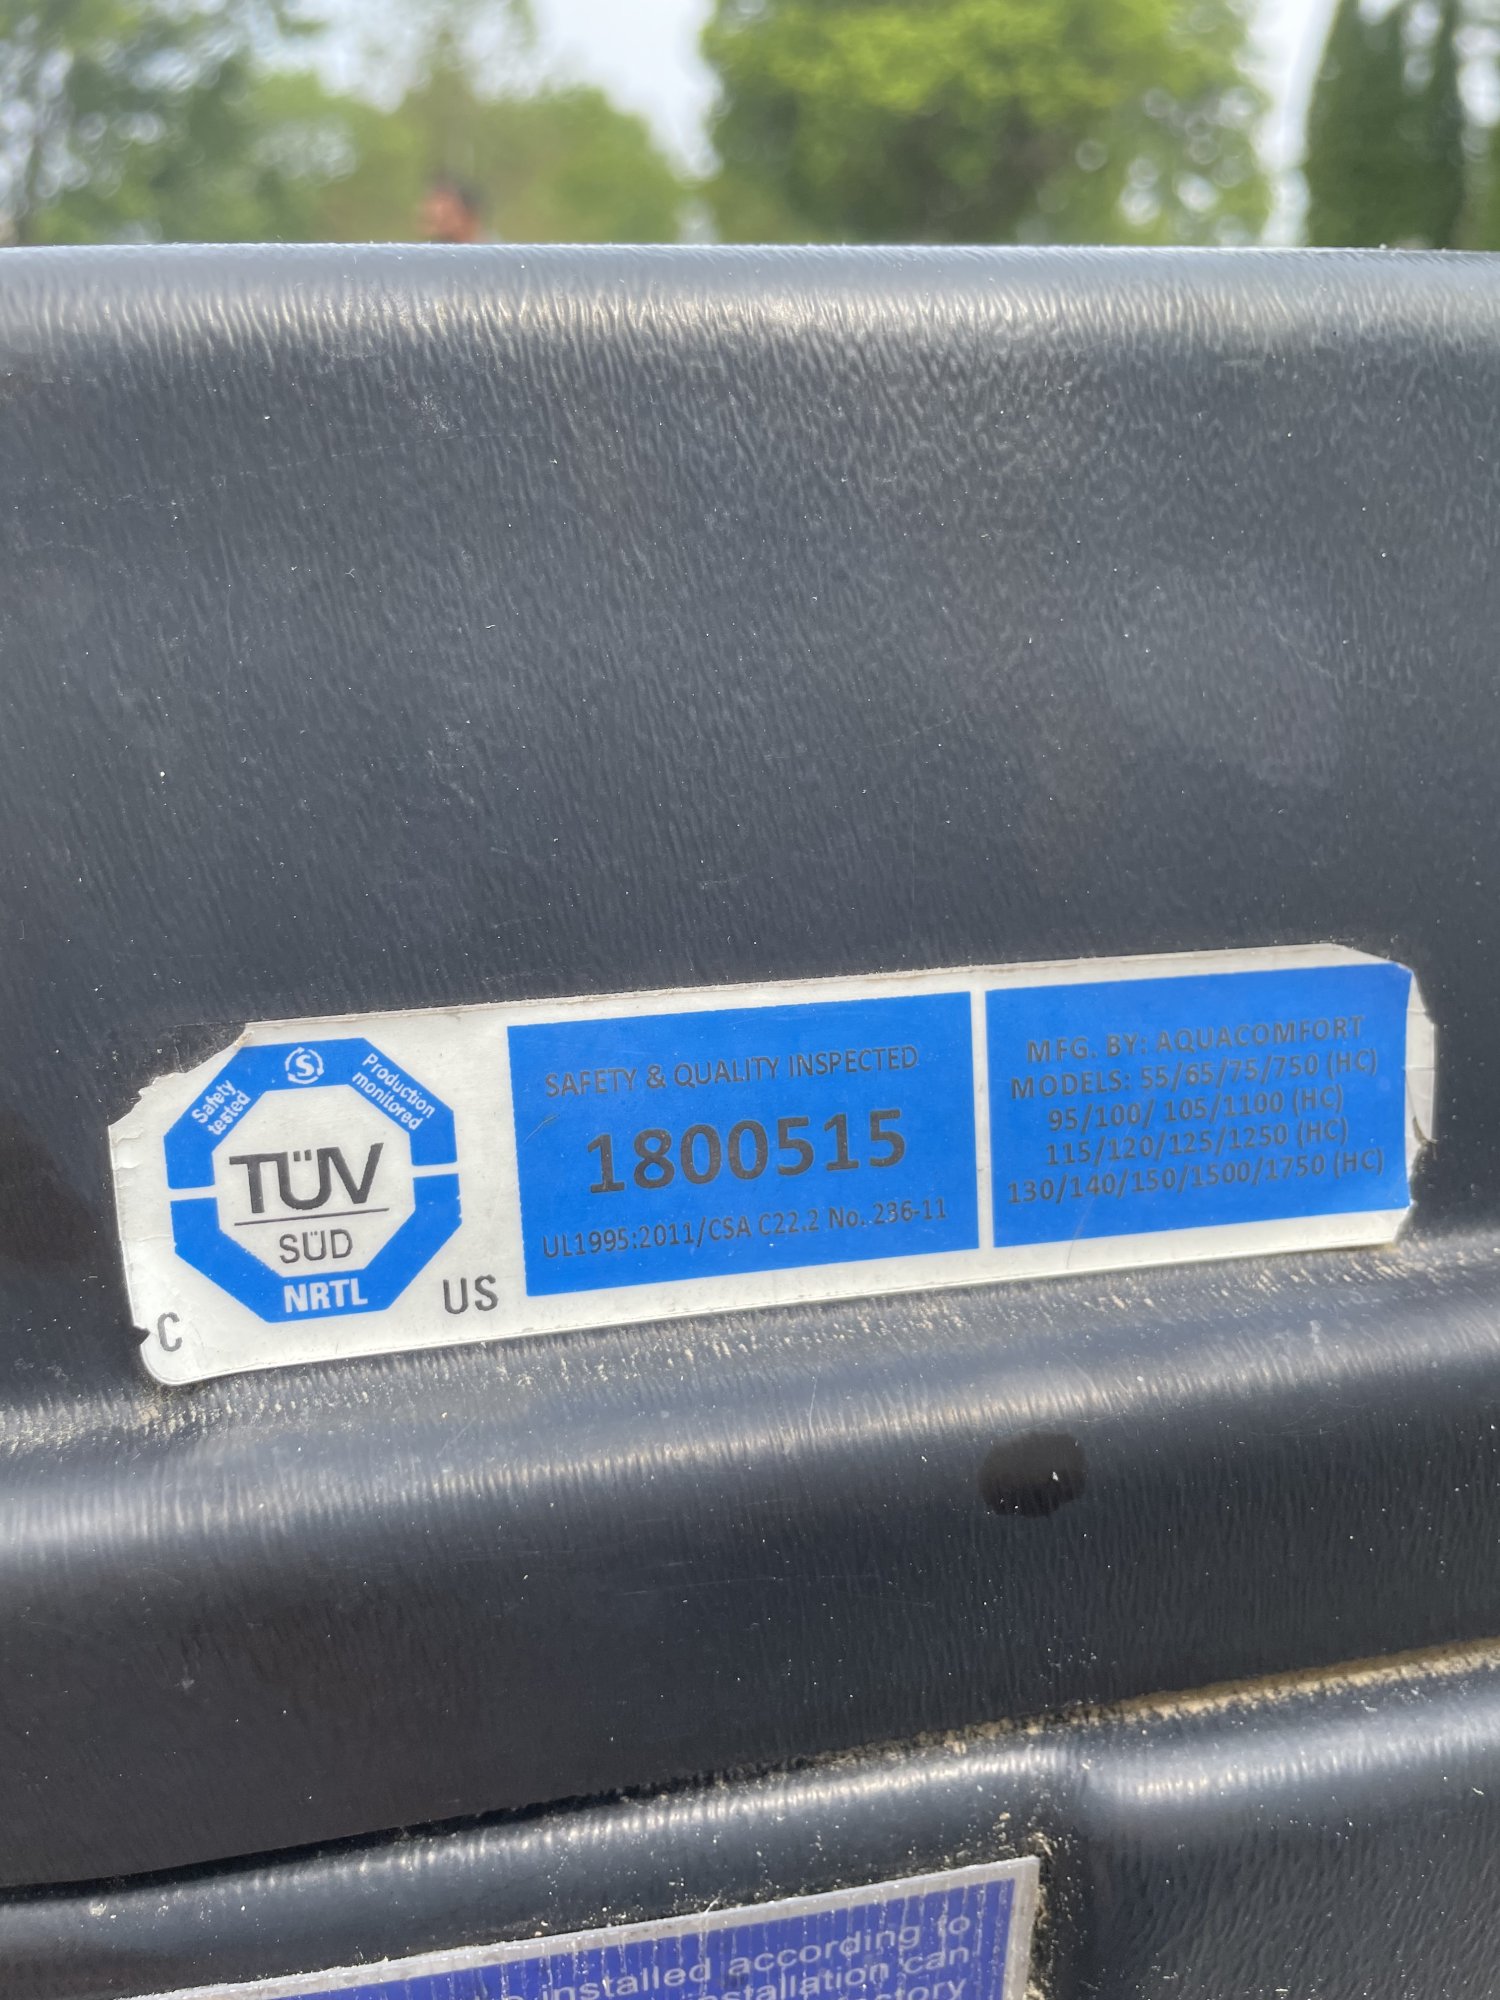 Safety
tested
S
Production
monitored
TÜV
SÜD
NRTL
C
US
SAFETY & QUALITY INSPECTED
1800515
UL1995:2011/CSA C22.2 No. 236-11
MFG. BY: AQUACOMFORT
MODELS: 55/65/75/750 (HC)
95/100/ 105/1100 (HC)
115/120/125/1250 (HC)
130/140/150/1500/1750 (HC)
installed according to
can